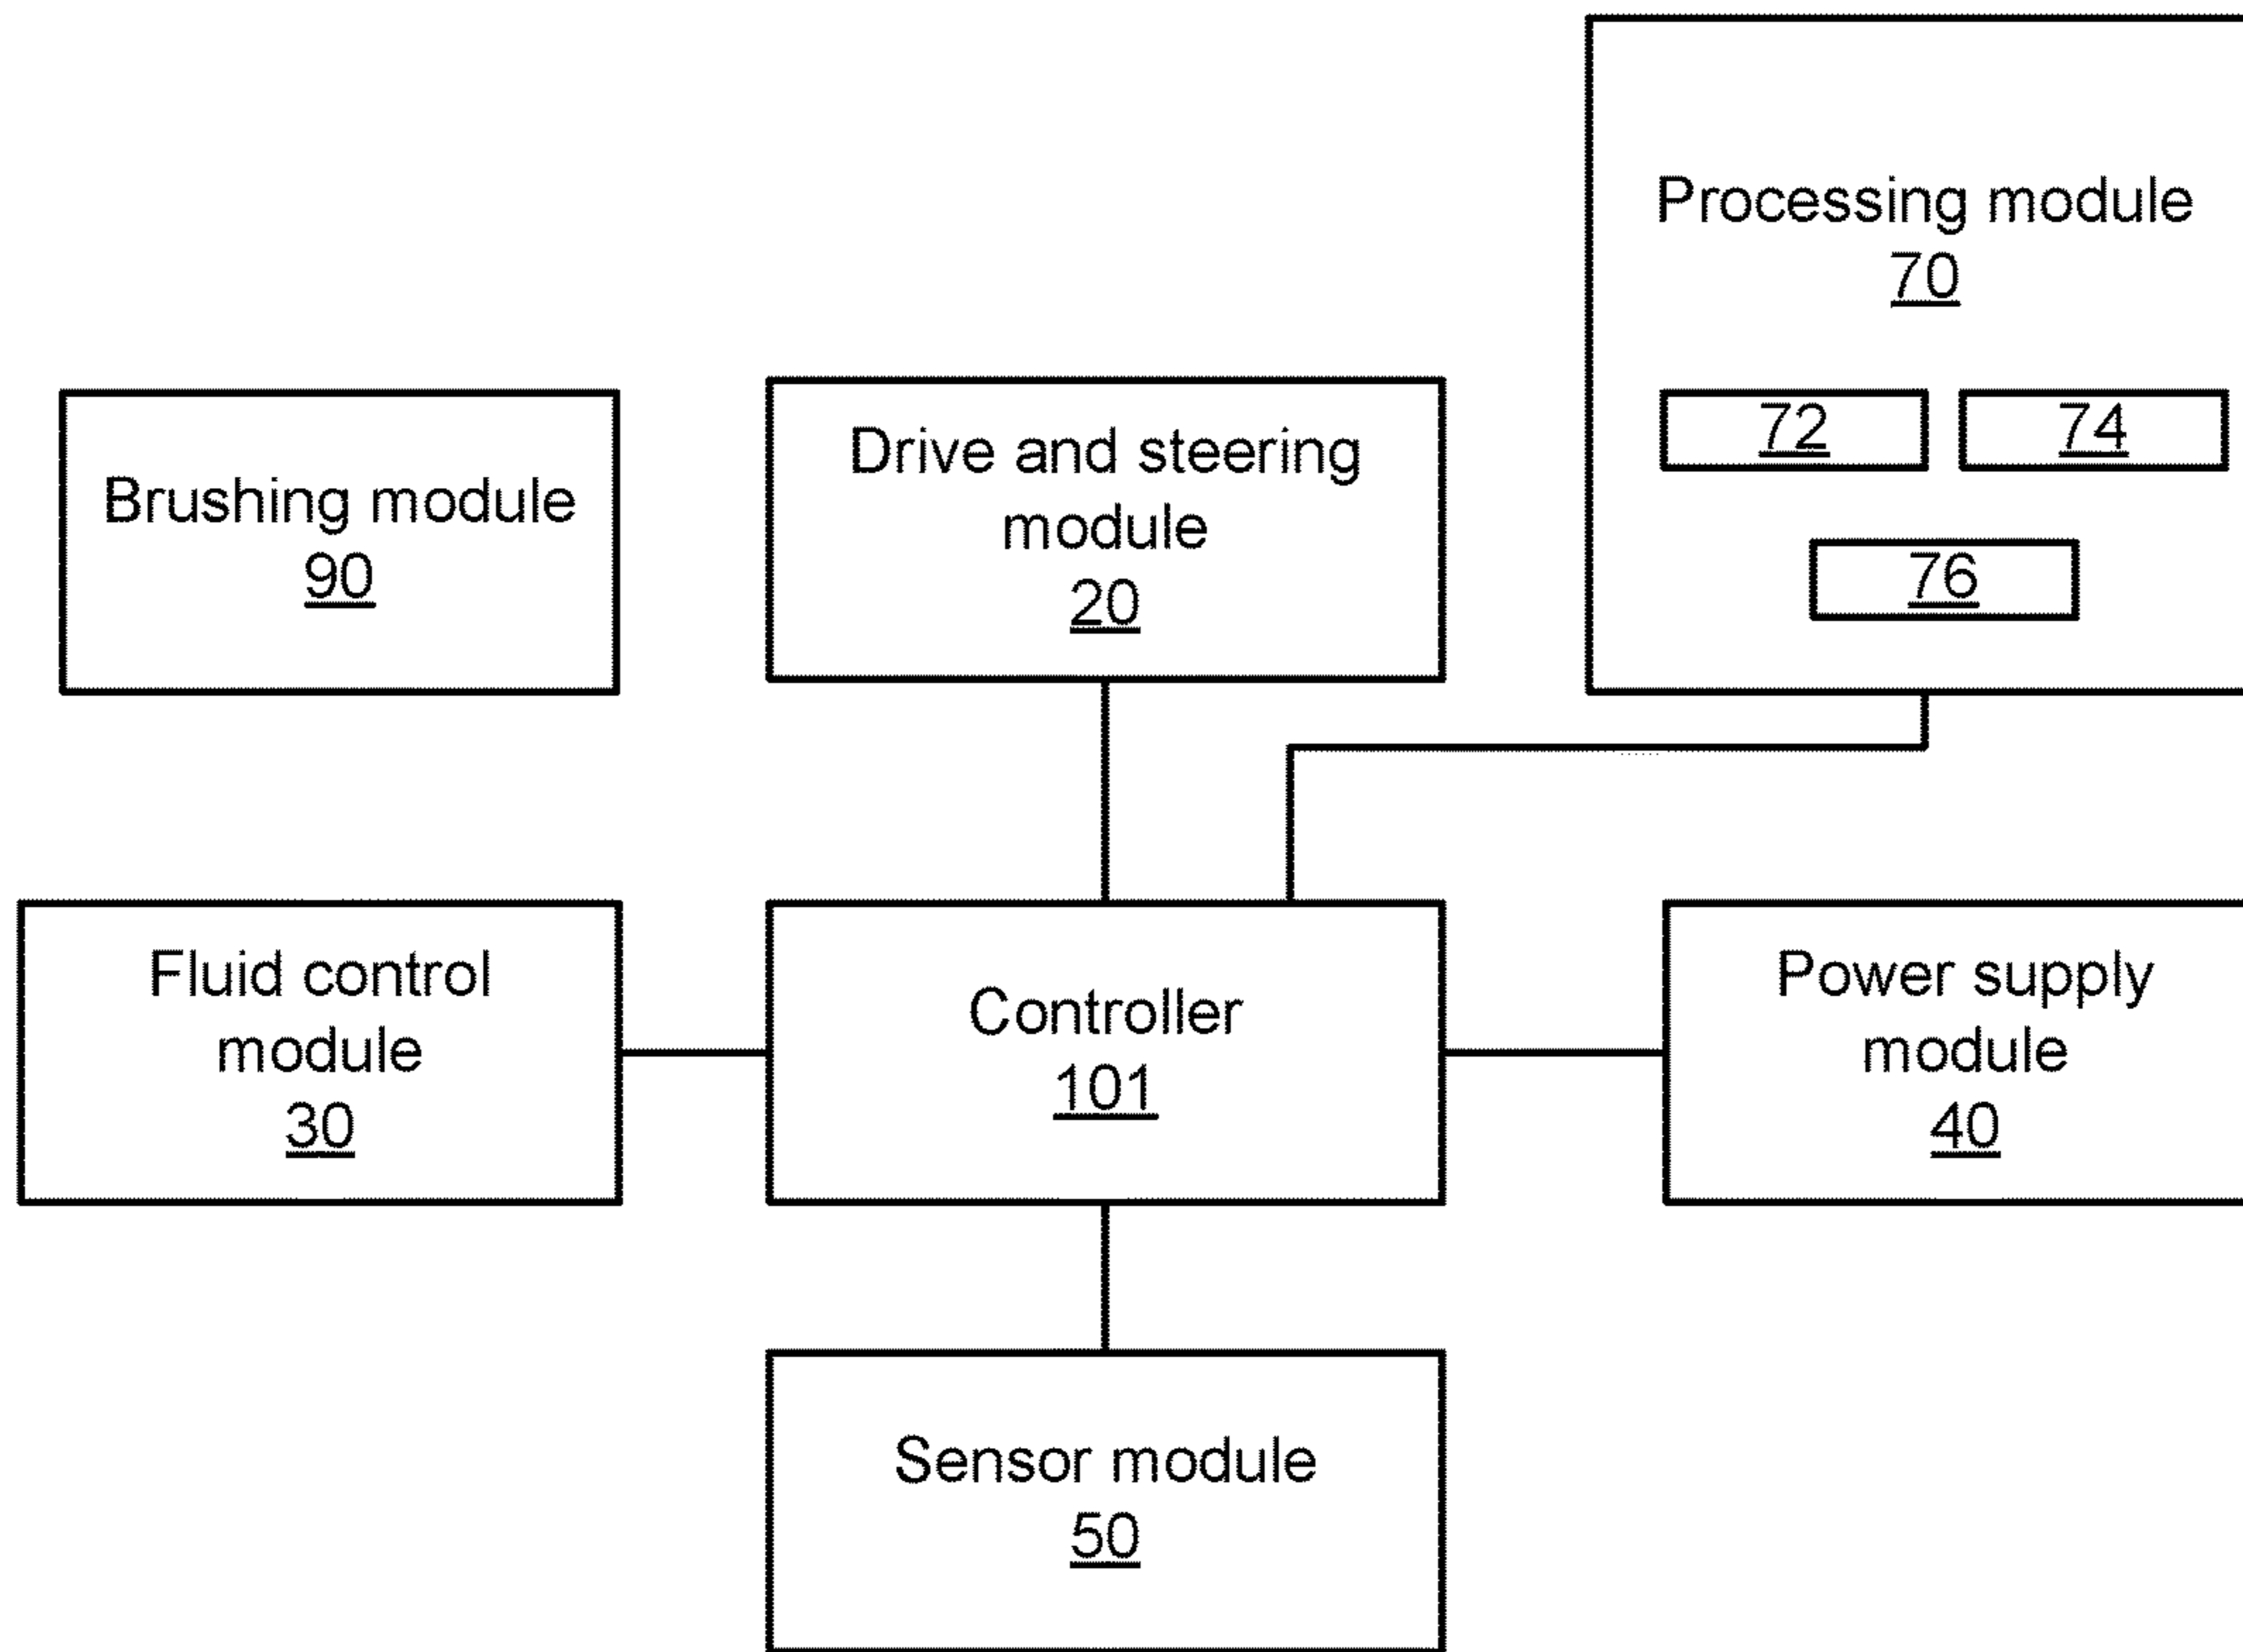 Processing module
70
72
74
76
Brushing module
90
Drive and steering
module
20
Fluid control
module
30
Controller
101
Power supply
module
40
Sensor module
50